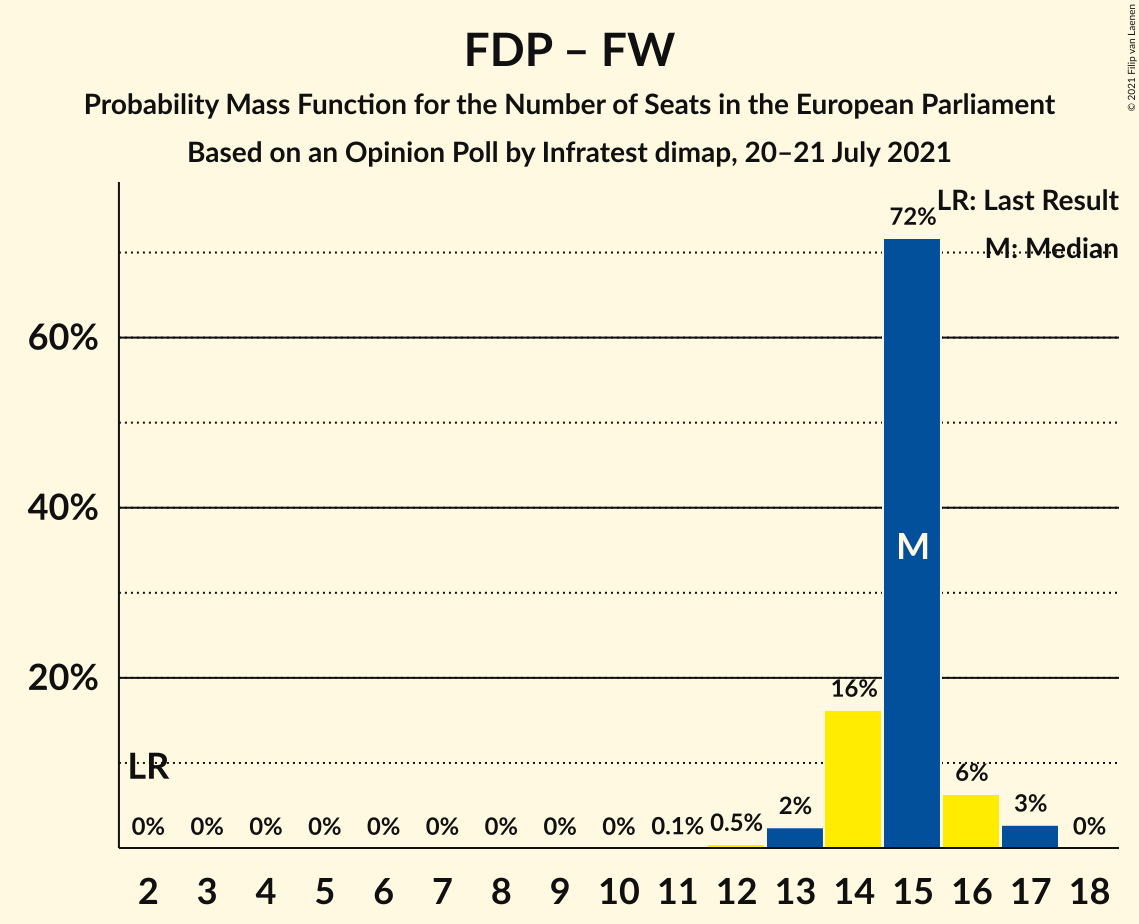 FDP – FW
Probability Mass Function for the Number of Seats in the European Parliament
Based on an Opinion Poll by Infratest dimap, 20–21 July 2021
© 2021 Filip van Laenen
LR: Last Result
M: Median
60%
40%
20%
LR
M
0%
0%
0%
0%
0%
0%
0%
0%
0%
0.1%
0.5%
2%
16%
72%
6%
3%
0%
2 3 4 5 6 7 8 9 10 11 12 13 14 15 16 17 18